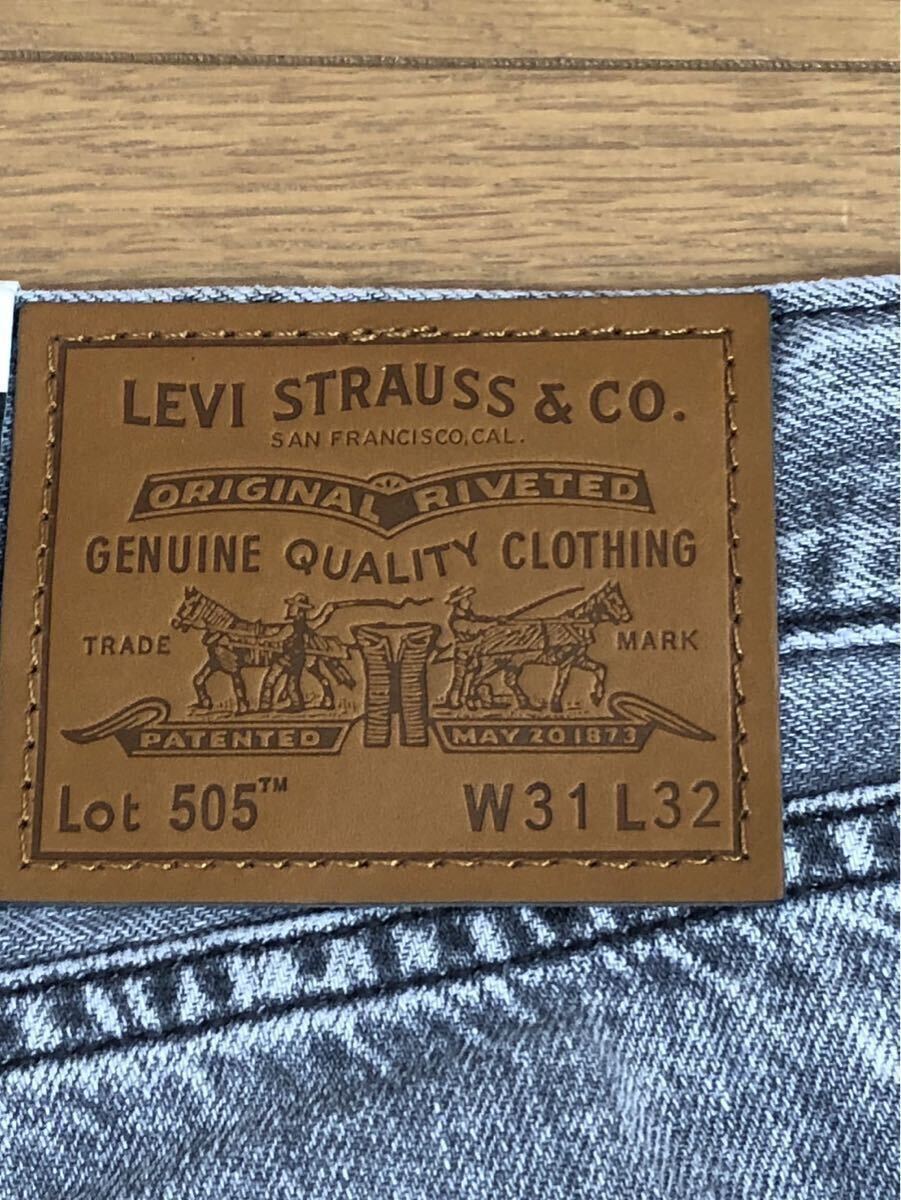 LEVI STRAUSS & CO.
SAN FRANCISCO, CAL.
ORIGINAL RIVETED
GENUINE QUALITY CLOTHING
TRADE MARK
PATENTED MAY 20 1873
Lot 505™ W31 L32